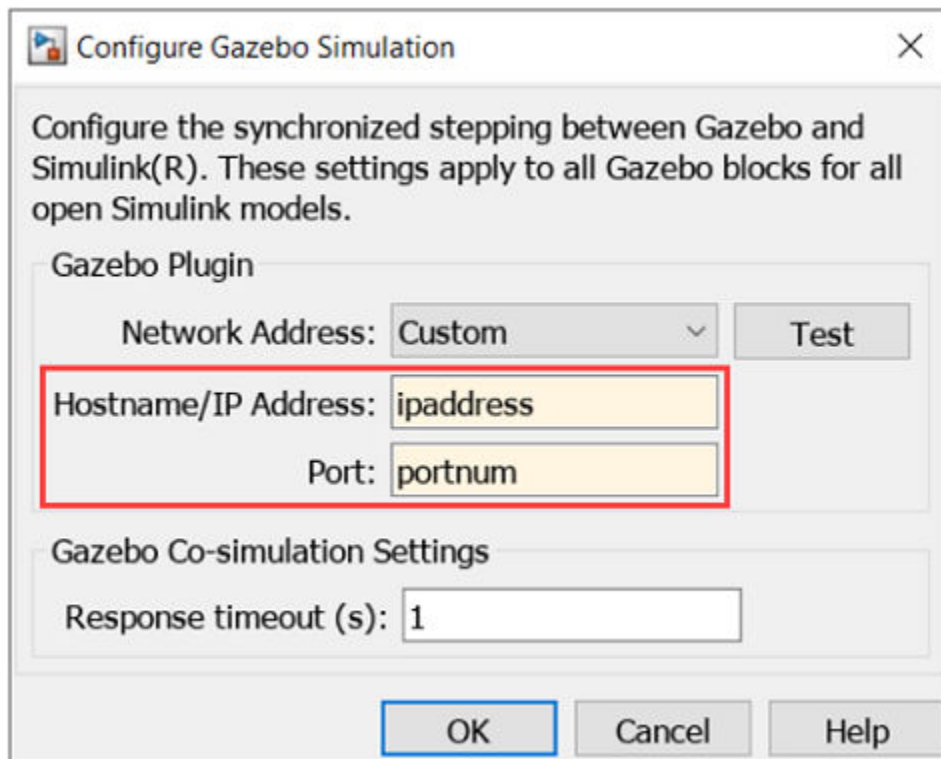 Configure Gazebo Simulation
Configure the synchronized stepping between Gazebo and
Simulink(R). These settings apply to all Gazebo blocks for all
open Simulink models.
Gazebo Plugin
Network Address: Custom Test
Hostname/IP Address: ipaddress
Port: portnum
Gazebo Co-simulation Settings
Response timeout (s): 1
OK Cancel Help